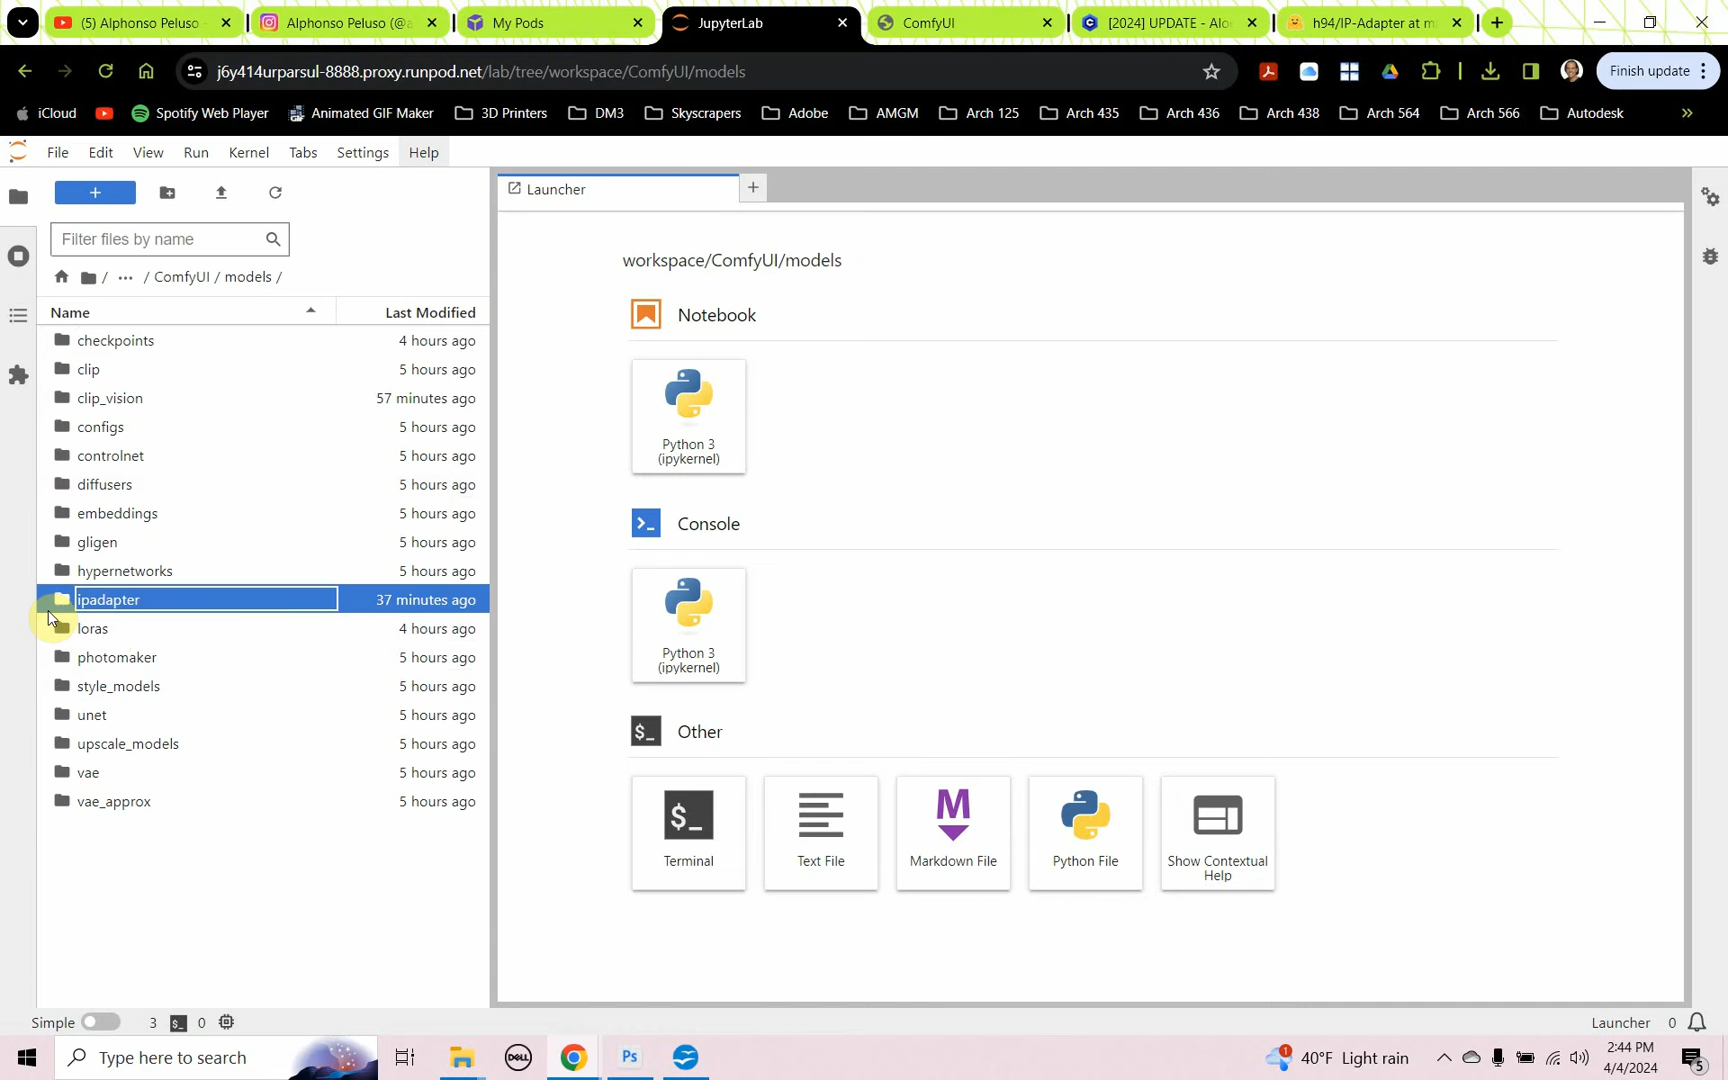 (5) Alphonso Peluso
Alphonso Peluso (@a
My Pods
JupyterLab
ComfyUI
[2024] UPDATE - Aloe
h94/IP-Adapter at m
j6y414urparsul-8888.proxy.runpod.net/lab/tree/workspace/ComfyUI/models
Finish update
iCloud
Spotify Web Player
Animated GIF Maker
3D Printers
DM3
Skyscrapers
Adobe
AMGM
Arch 125
Arch 435
Arch 436
Arch 438
Arch 564
Arch 566
Autodesk
»
File Edit View Run Kernel Tabs Settings Help
+
Launcher
+
Filter files by name
/ ... / ComfyUI / models /
Name Last Modified
checkpoints 4 hours ago
clip 5 hours ago
clip_vision 57 minutes ago
configs 5 hours ago
controlnet 5 hours ago
diffusers 5 hours ago
embeddings 5 hours ago
gligen 5 hours ago
hypernetworks 5 hours ago
ipadapter 37 minutes ago
loras 4 hours ago
photomaker 5 hours ago
style_models 5 hours ago
unet 5 hours ago
upscale_models 5 hours ago
vae 5 hours ago
vae_approx 5 hours ago
workspace/ComfyUI/models
Notebook
Python 3
(ipykernel)
Console
Python 3
(ipykernel)
Other
$_
Terminal
Text File
M
Markdown File
Python File
Show Contextual
Help
Simple 3 $_ 0
Launcher 0
Type here to search
DELL
Ps
1
40°F Light rain
2:44 PM
4/4/2024
5